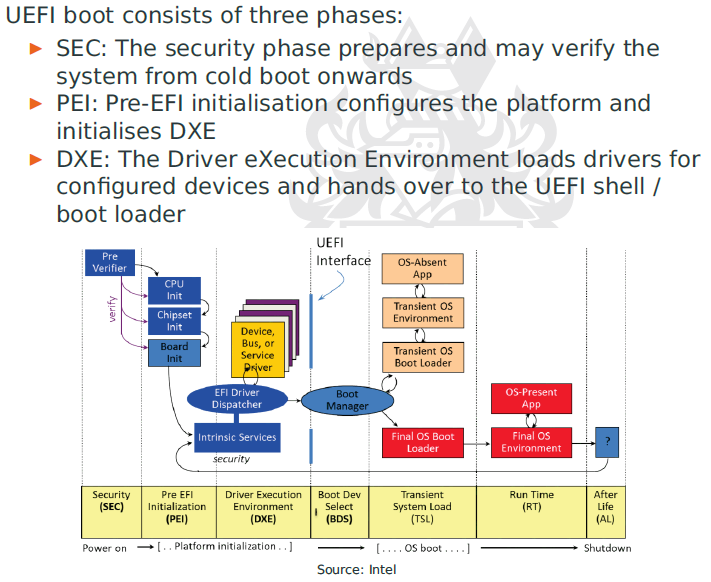 UEFI boot consists of three phases:
► SEC: The security phase prepares and may verify the
system from cold boot onwards
► PEI: Pre-EFI initialisation configures the platform and
initialises DXE
► DXE: The Driver eXecution Environment loads drivers for
configured devices and hands over to the UEFI shell /
boot loader
UEFI
Interface
Pre
Verifier
verify
CPU
Init
Chipset
Init
Board
Init
Device,
Bus, or
Service
Driver
EFI Driver
Dispatcher
Intrinsic Services
security
Boot
Manager
OS-Absent
App
Transient OS
Environment
Transient OS
Boot Loader
Final OS Boot
Loader
OS-Present
App
Final OS
Environment
?
Security
(SEC)
Pre EFI
Initialization
(PEI)
Driver Execution
Environment
(DXE)
Boot Dev
Select
(BDS)
Transient
System Load
(TSL)
Run Time
(RT)
After
Life
(AL)
Power on
[ . . Platform initialization . . ]
[ . . . . OS boot . . . . ]
Shutdown
Source: Intel